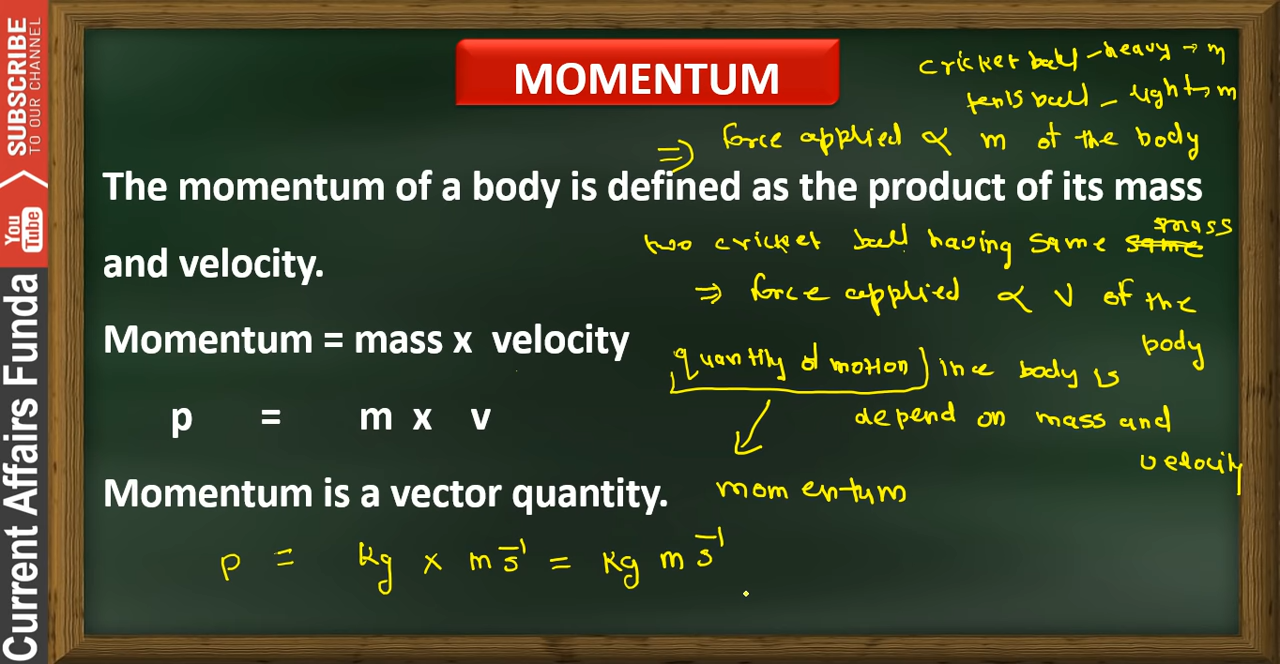 SUBSCRIBE
TO OUR CHANNEL
You Tube
Current Affairs Funda
MOMENTUM
cricket ball - heavy → m
tenis ball - light → m
⇒ force applied ∝ m of the body
The momentum of a body is defined as the product of its mass
and velocity.
two cricket ball having same same mass
⇒ force applied ∝ v of the
body
Momentum = mass x velocity
quantity of motion) in a body is
depend on mass and
velocity
p = m x v
Momentum is a vector quantity.
momentum
p = kg × m s⁻¹ = kg m s⁻¹